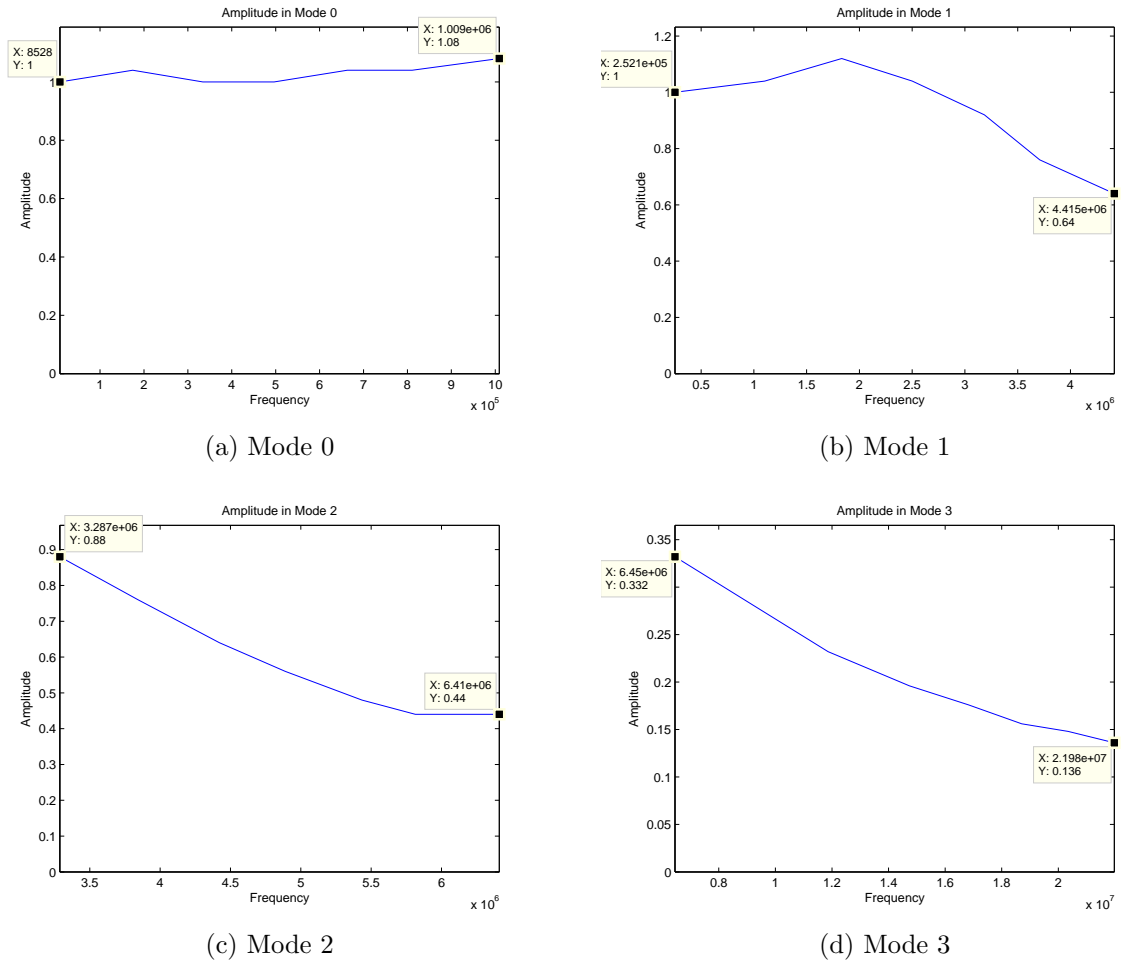 Amplitude in Mode 0
X: 8528
Y: 1
X: 1.009e+06
Y: 1.08
1
0.8
0.6
0.4
0.2
0
Amplitude
1 2 3 4 5 6 7 8 9 10
Frequency
x 10^5
(a) Mode 0
Amplitude in Mode 1
X: 2.521e+05
Y: 1
X: 4.415e+06
Y: 0.64
1.2
1
0.8
0.6
0.4
0.2
0
Amplitude
0.5 1 1.5 2 2.5 3 3.5 4
Frequency
x 10^6
(b) Mode 1
Amplitude in Mode 2
X: 3.287e+06
Y: 0.88
X: 6.41e+06
Y: 0.44
0.9
0.8
0.7
0.6
0.5
0.4
0.3
0.2
0.1
0
Amplitude
3.5 4 4.5 5 5.5 6
Frequency
x 10^6
(c) Mode 2
Amplitude in Mode 3
X: 6.45e+06
Y: 0.332
X: 2.198e+07
Y: 0.136
0.35
0.25
0.2
0.15
0.1
0.05
0
Amplitude
0.8 1 1.2 1.4 1.6 1.8 2
Frequency
x 10^7
(d) Mode 3